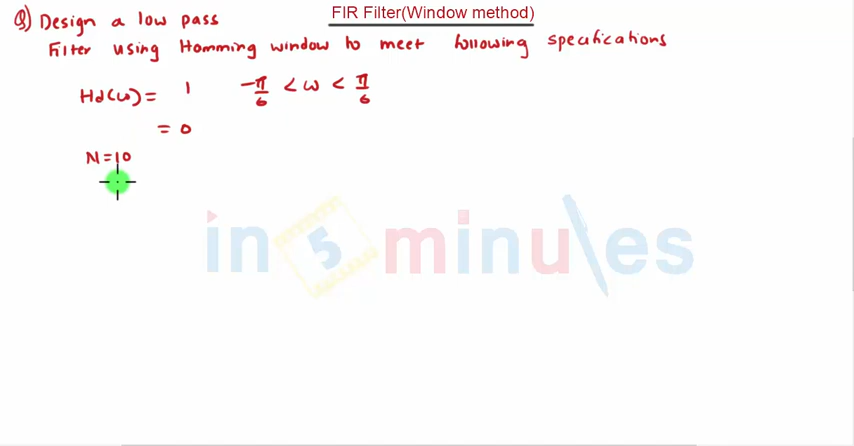 FIR Filter(Window method)
Q) Design a low pass
Filter using Homming window to meet following specifications
Hd(ω) = 1 -π/6 < ω < π/6
= 0
N=10
in 5 minutes